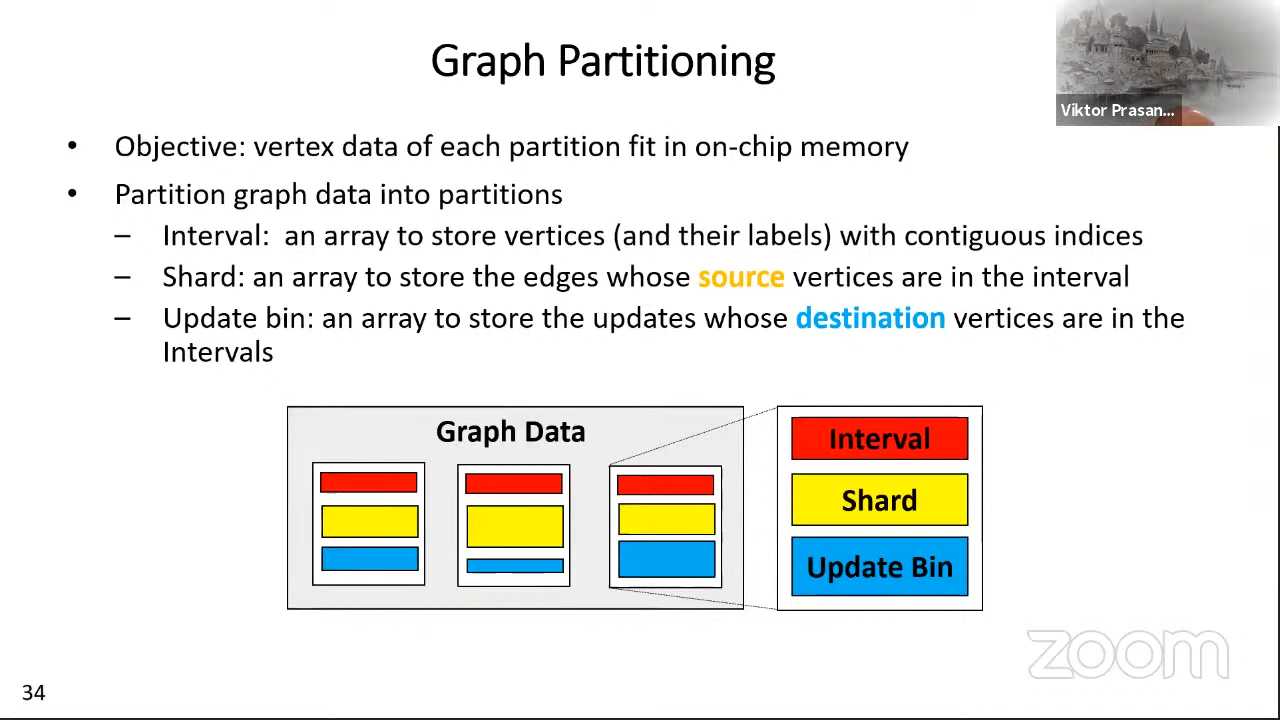 Graph Partitioning
Viktor Prasan...
• Objective: vertex data of each partition fit in on-chip memory
• Partition graph data into partitions
– Interval: an array to store vertices (and their labels) with contiguous indices
– Shard: an array to store the edges whose source vertices are in the interval
– Update bin: an array to store the updates whose destination vertices are in the
Intervals
Graph Data
Interval
Shard
Update Bin
zoom
34